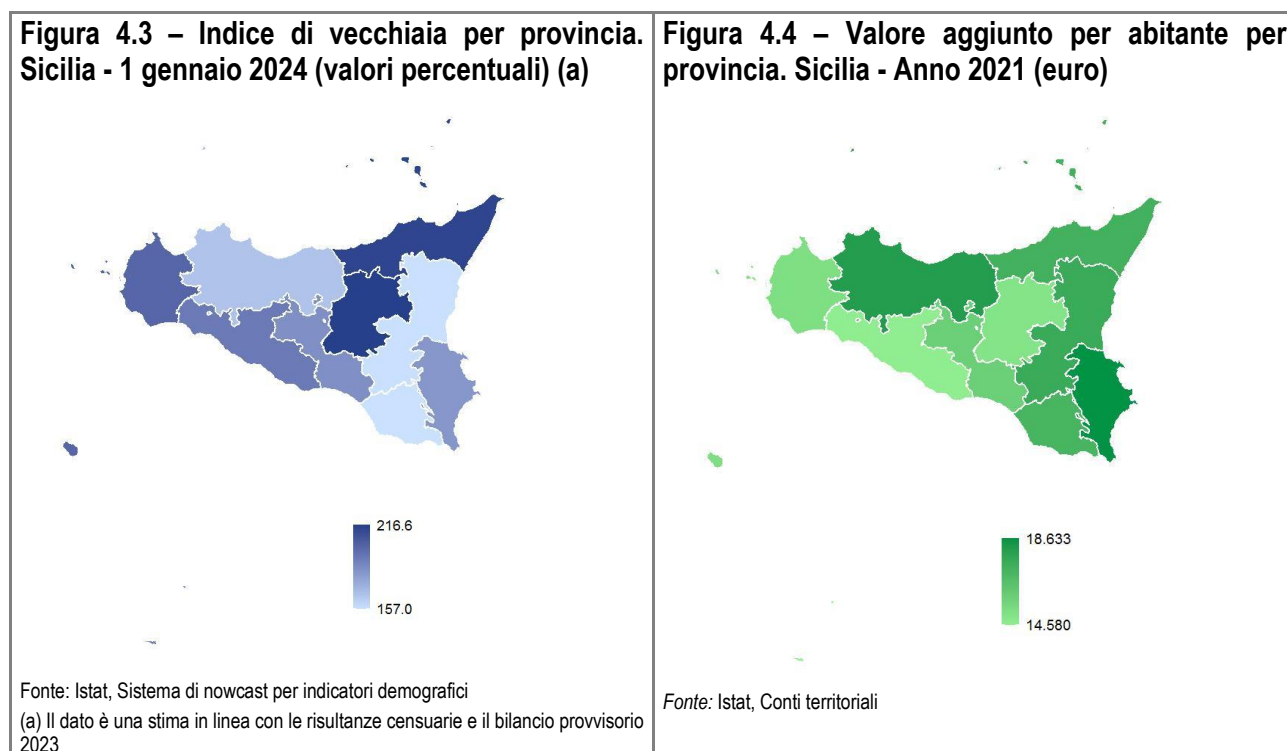 Figura 4.3 – Indice di vecchiaia per provincia.
Sicilia - 1 gennaio 2024 (valori percentuali) (a)
216.6
157.0
Fonte: Istat, Sistema di nowcast per indicatori demografici
(a) Il dato è una stima in linea con le risultanze censuarie e il bilancio provvisorio
2023
Figura 4.4 – Valore aggiunto per abitante per
provincia. Sicilia - Anno 2021 (euro)
18.633
14.580
Fonte: Istat, Conti territoriali